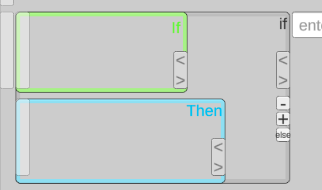 If
if
ente
<
>
<
>
-
+
else
Then
<
>